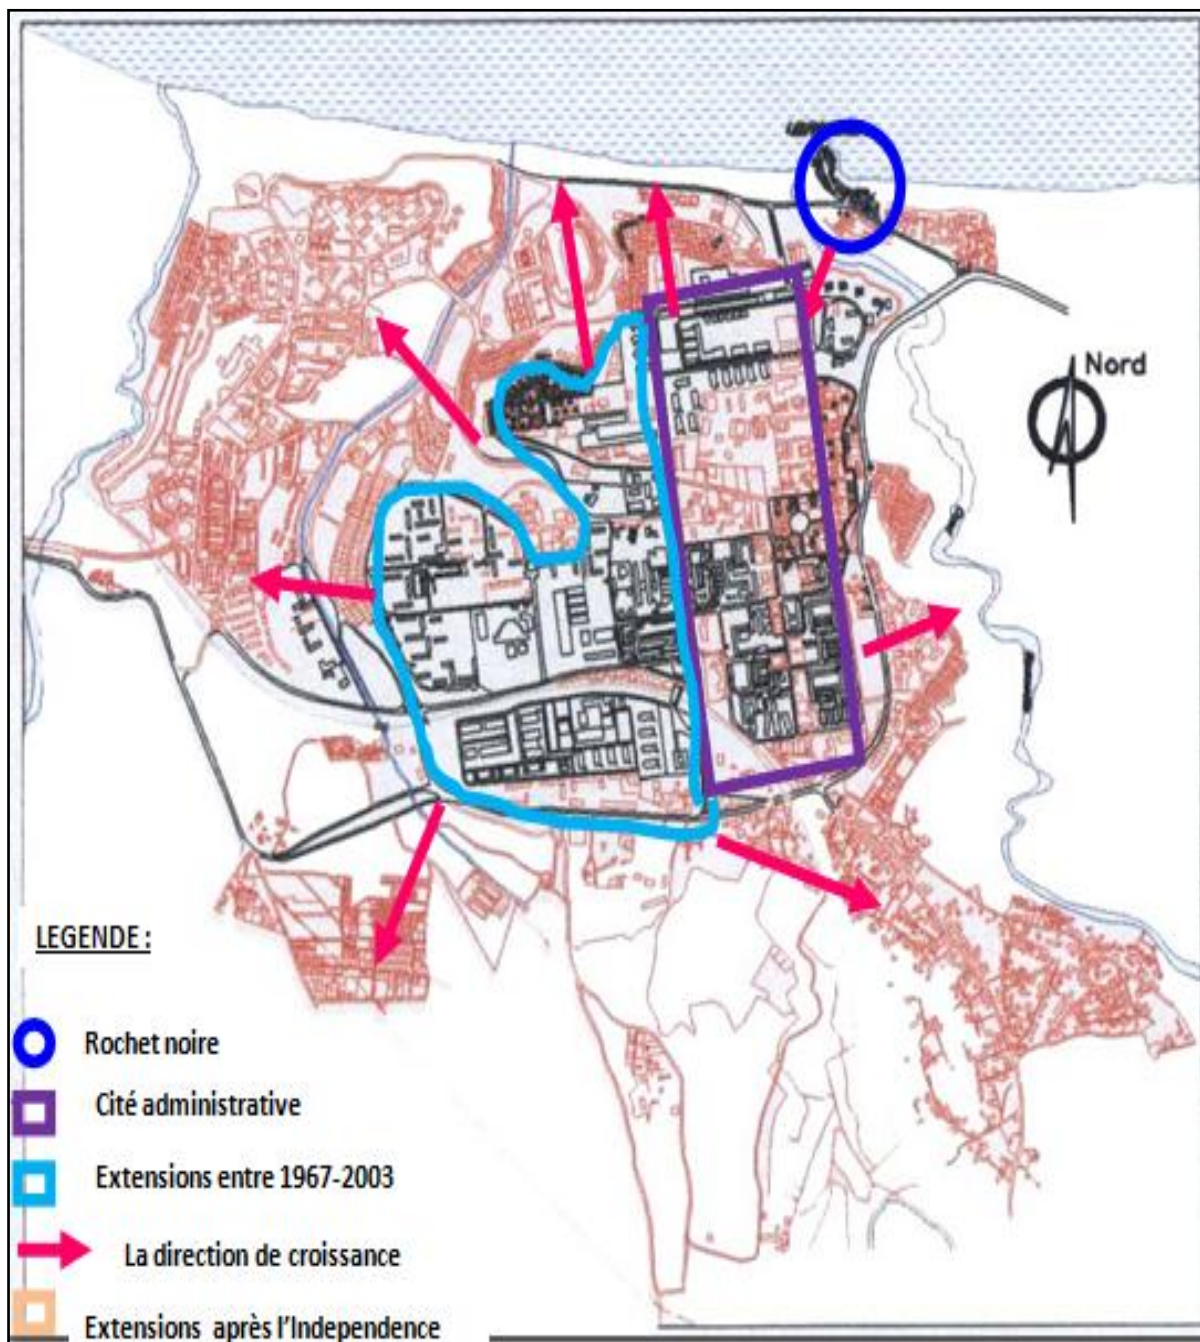 Nord
LEGENDE :
Rochet noire
Cité administrative
Extensions entre 1967-2003
La direction de croissance
Extensions après l'Independence